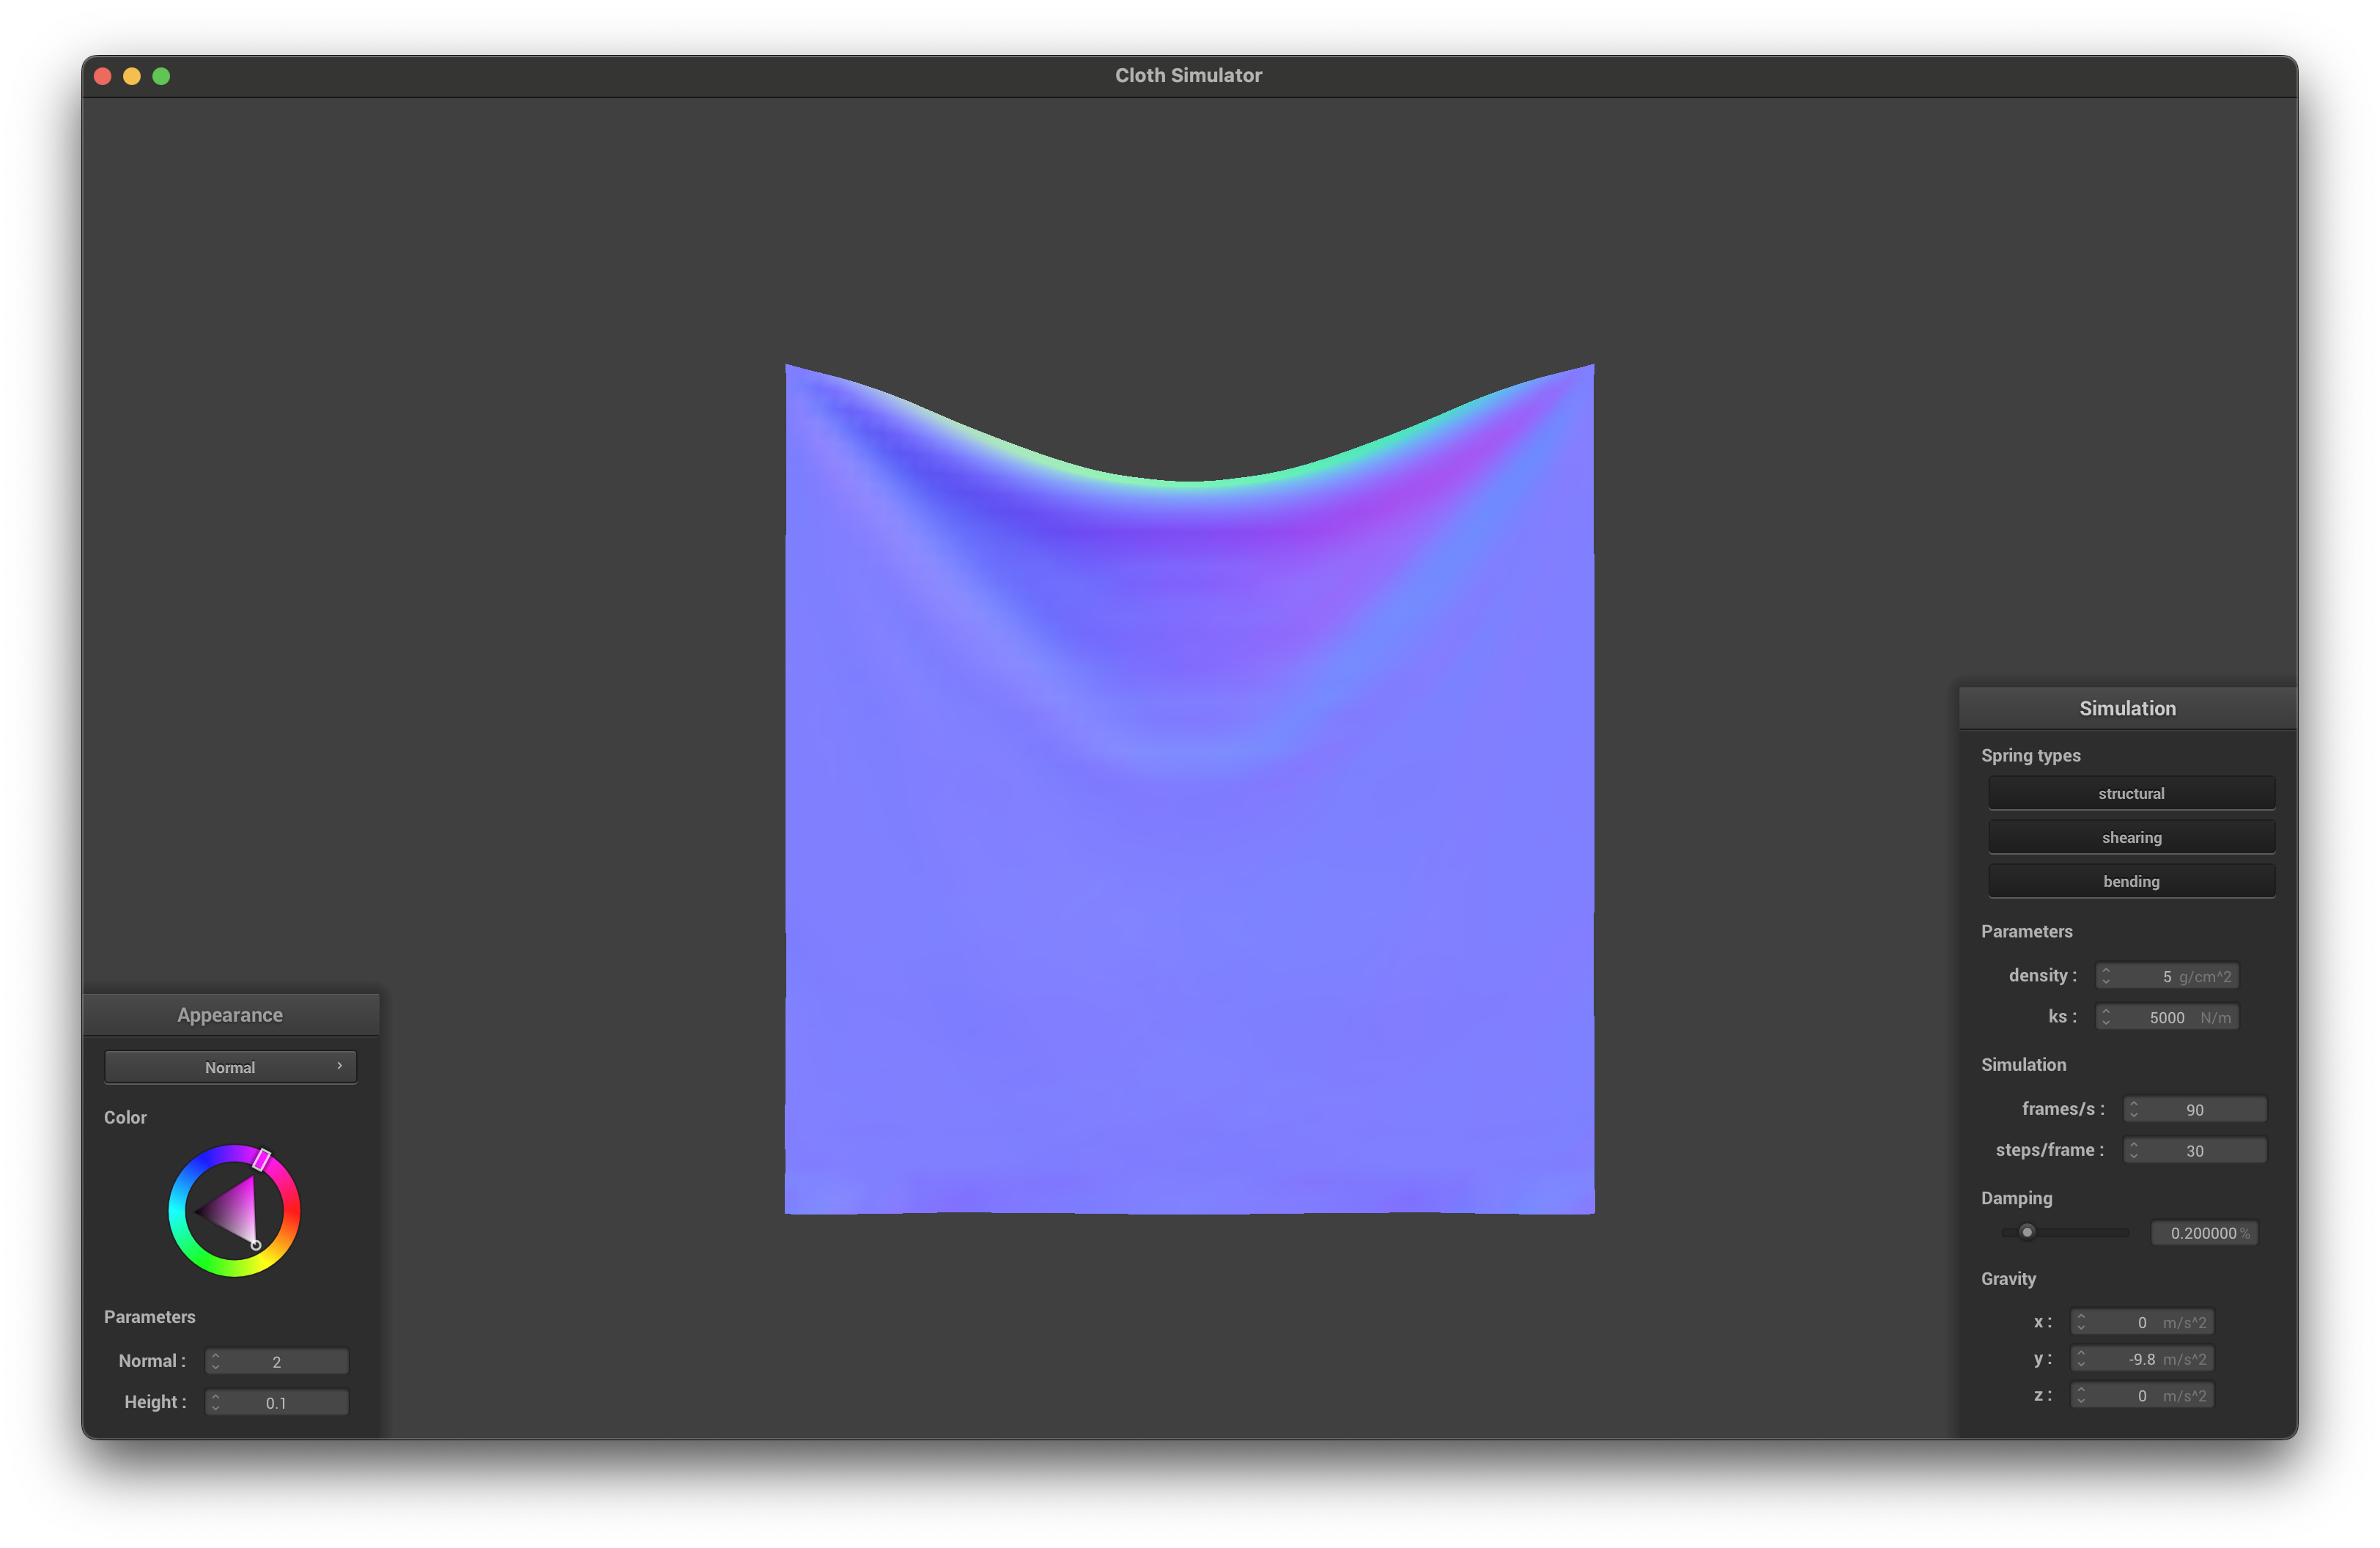 Cloth Simulator
Simulation
Spring types
structural
shearing
bending
Parameters
density : 5 g/cm^2
ks : 5000 N/m
Simulation
frames/s : 90
steps/frame : 30
Damping
0.200000 %
Gravity
x : 0 m/s^2
y : -9.8 m/s^2
z : 0 m/s^2
Appearance
Normal
Color
Parameters
Normal : 2
Height : 0.1